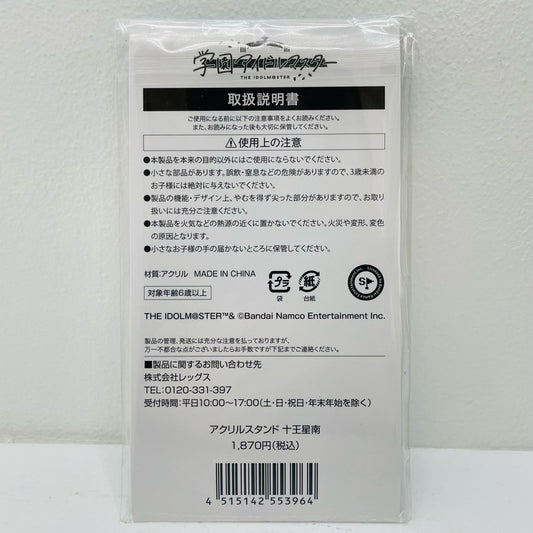 学園アイドルマスター
THE IDOLM@STER
取扱説明書
ご使用になる前に以下の注意事項をよくお読みください。
また、お読みになった後も大切に保管してください。
⚠使用上の注意
●本製品を本来の目的以外にはご使用にならないでください。
●小さな部品があります。誤飲・窒息などの危険がありますので、3歳未満の
お子様には絶対に与えないでください。
●製品の機能・デザイン上、やむを得ず尖った部分がありますので、お取り
扱いには充分ご注意ください。
●本製品を火気などの熱源の近くに置かないでください。火災や変形、変色
の原因となります。
●小さなお子様の手の届かないところに保管してください。
材質:アクリル MADE IN CHINA
対象年齢6歳以上
プラ
袋
紙
台紙
SP
THE IDOLM@STER™& ©Bandai Namco Entertainment Inc.
製品の管理、発送には充分な注意を払っておりますが、
万一不都合な点がございましたらお手数ですが下記までご連絡ください。
■製品に関するお問い合わせ先
株式会社レッグス
TEL:0120-331-397
受付時間:平日10:00～17:00(土・日・祝日・年末年始を除く)
アクリルスタンド 十王星南
1,870円(税込)
4 515142 553964